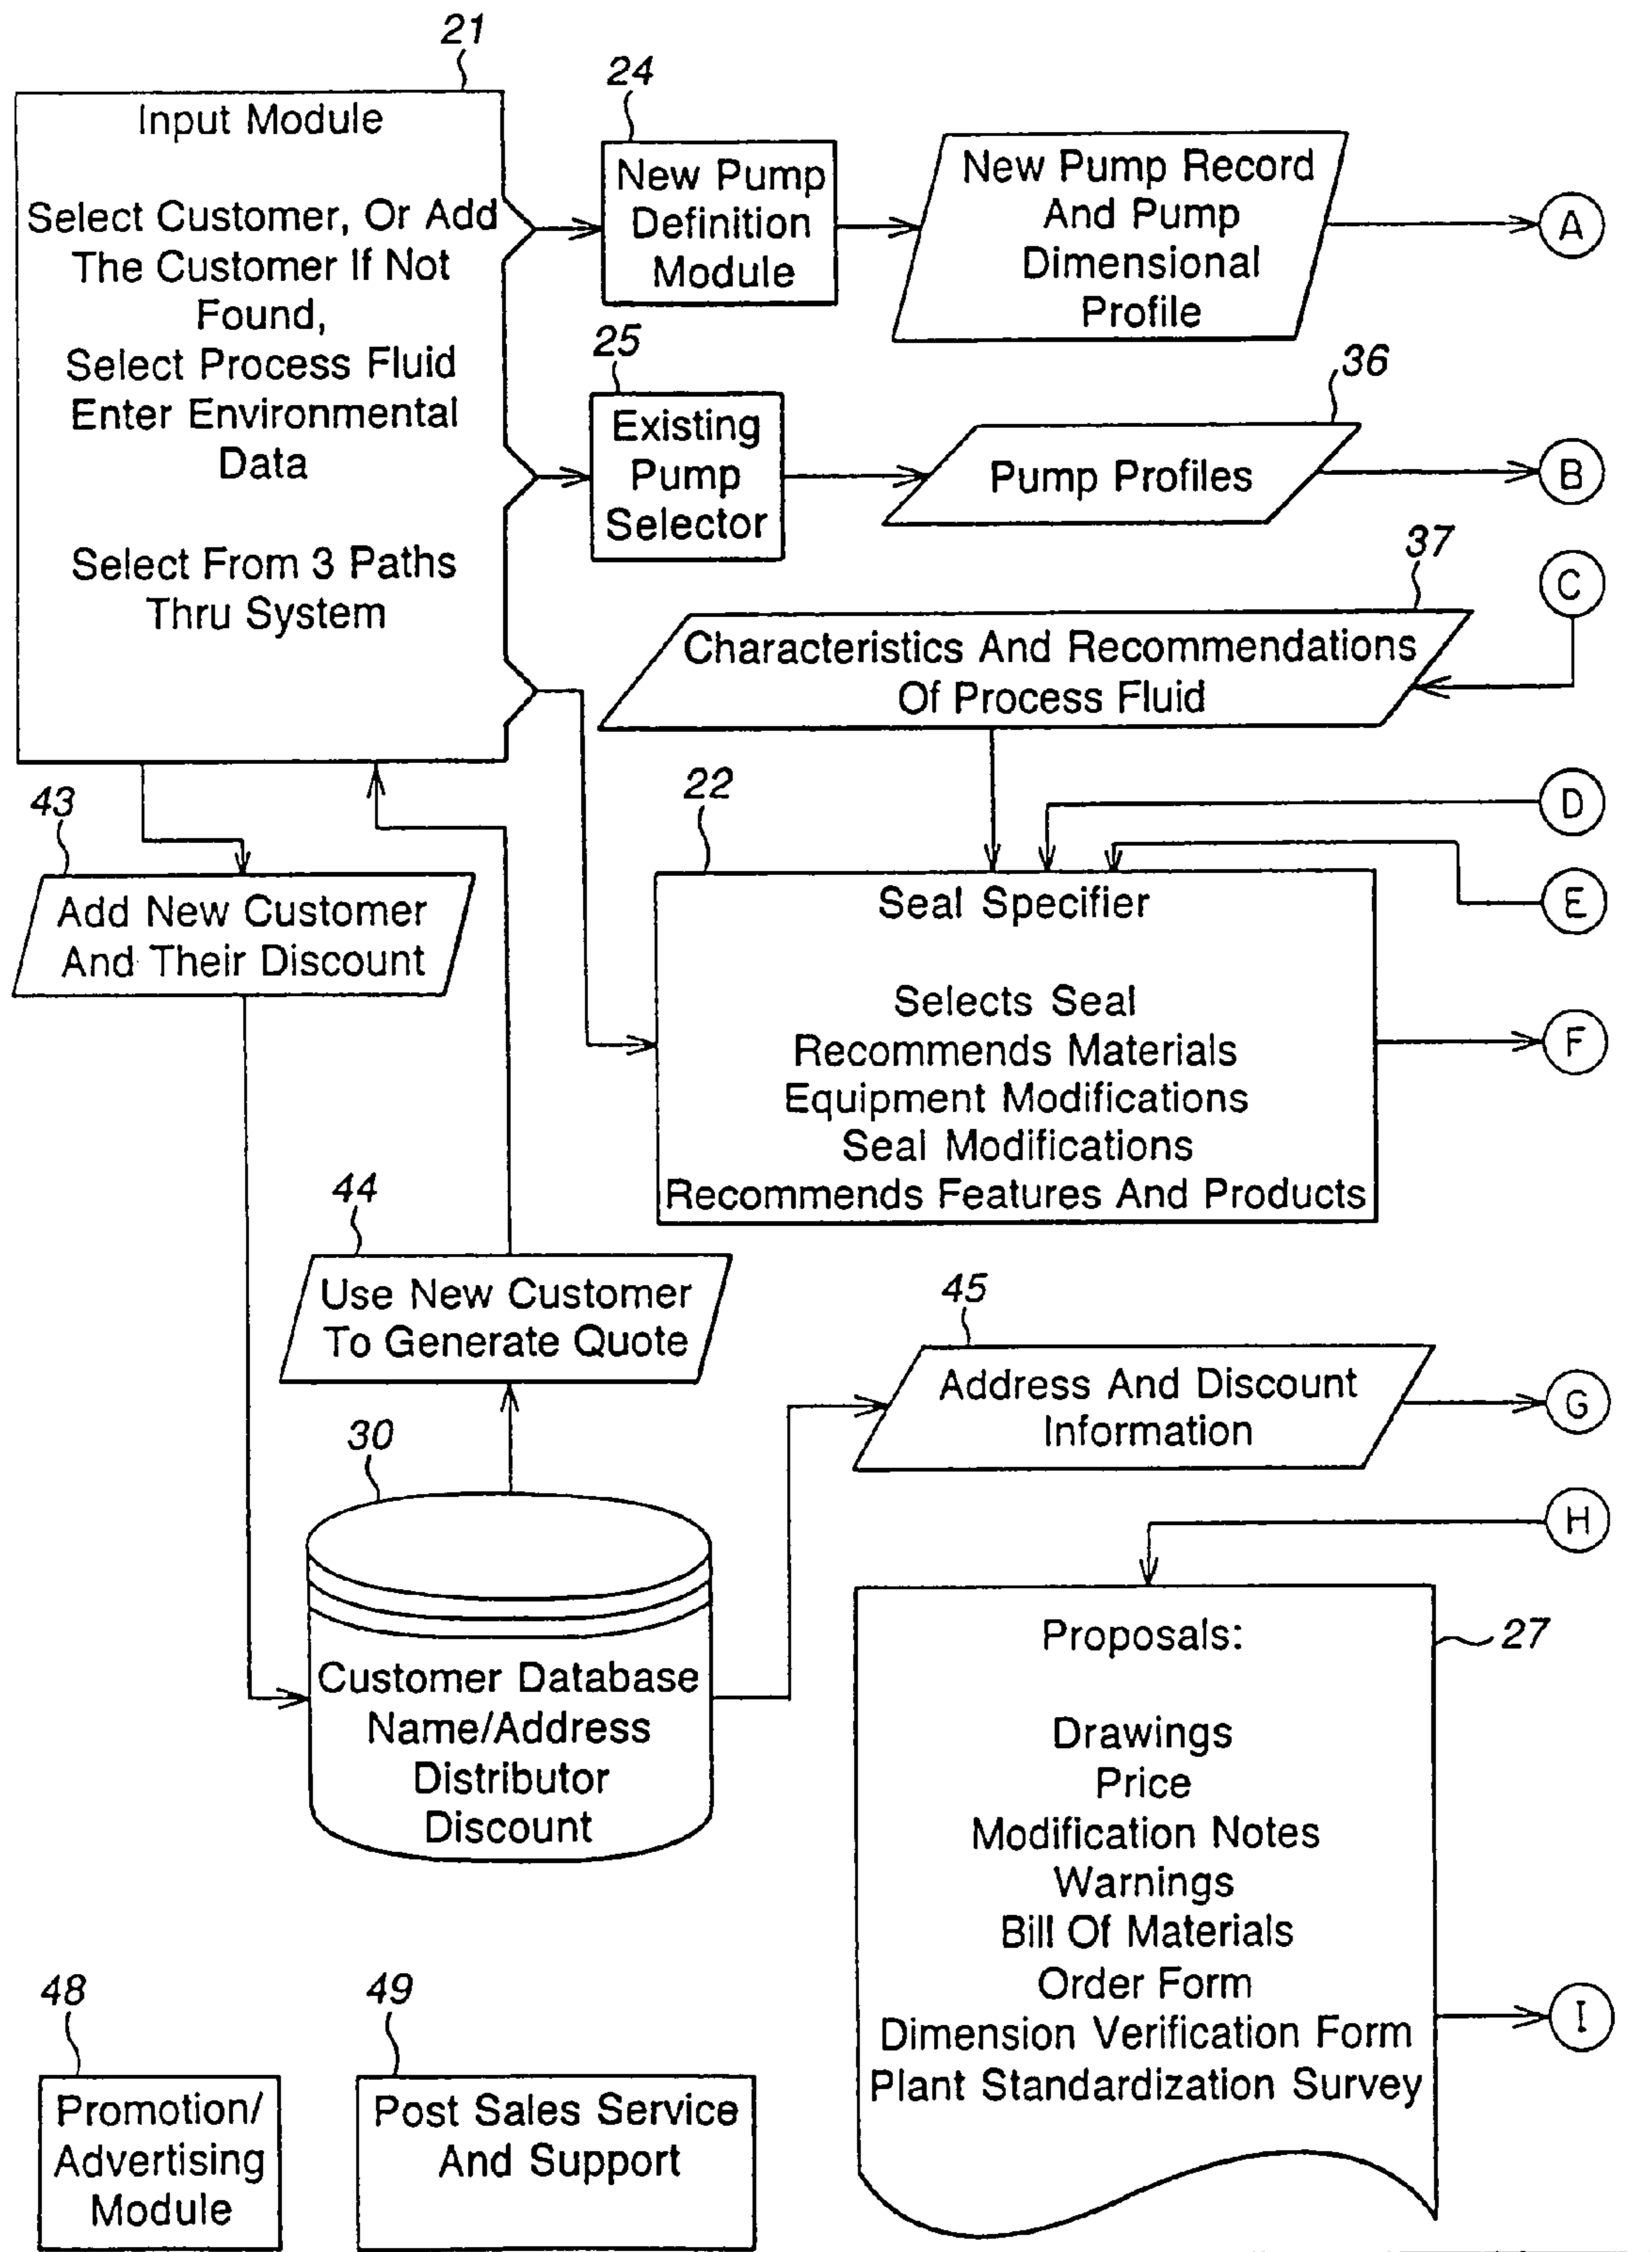 21
Input Module
Select Customer, Or Add
The Customer If Not
Found,
Select Process Fluid
Enter Environmental
Data
Select From 3 Paths
Thru System
24
New Pump
Definition
Module
New Pump Record
And Pump
Dimensional
Profile
A
25
Existing
Pump
Selector
36
Pump Profiles
B
37
Characteristics And Recommendations
Of Process Fluid
C
43
Add New Customer
And Their Discount
22
Seal Specifier
Selects Seal
Recommends Materials
Equipment Modifications
Seal Modifications
Recommends Features And Products
D
E
F
44
Use New Customer
To Generate Quote
45
Address And Discount
Information
G
30
Customer Database
Name/Address
Distributor
Discount
H
27
Proposals:
Drawings
Price
Modification Notes
Warnings
Bill Of Materials
Order Form
Dimension Verification Form
Plant Standardization Survey
I
48
Promotion/
Advertising
Module
49
Post Sales Service
And Support